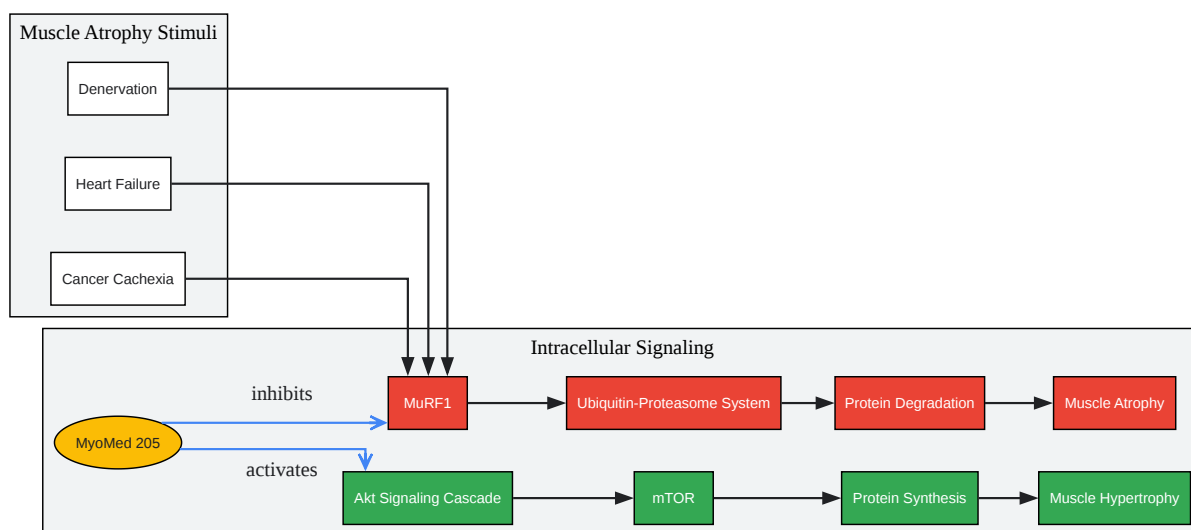 Muscle Atrophy Stimuli
Denervation
Heart Failure
Cancer Cachexia
Intracellular Signaling
inhibits
MuRF1
Ubiquitin-Proteasome System
Protein Degradation
Muscle Atrophy
MyoMed 205
activates
Akt Signaling Cascade
mTOR
Protein Synthesis
Muscle Hypertrophy